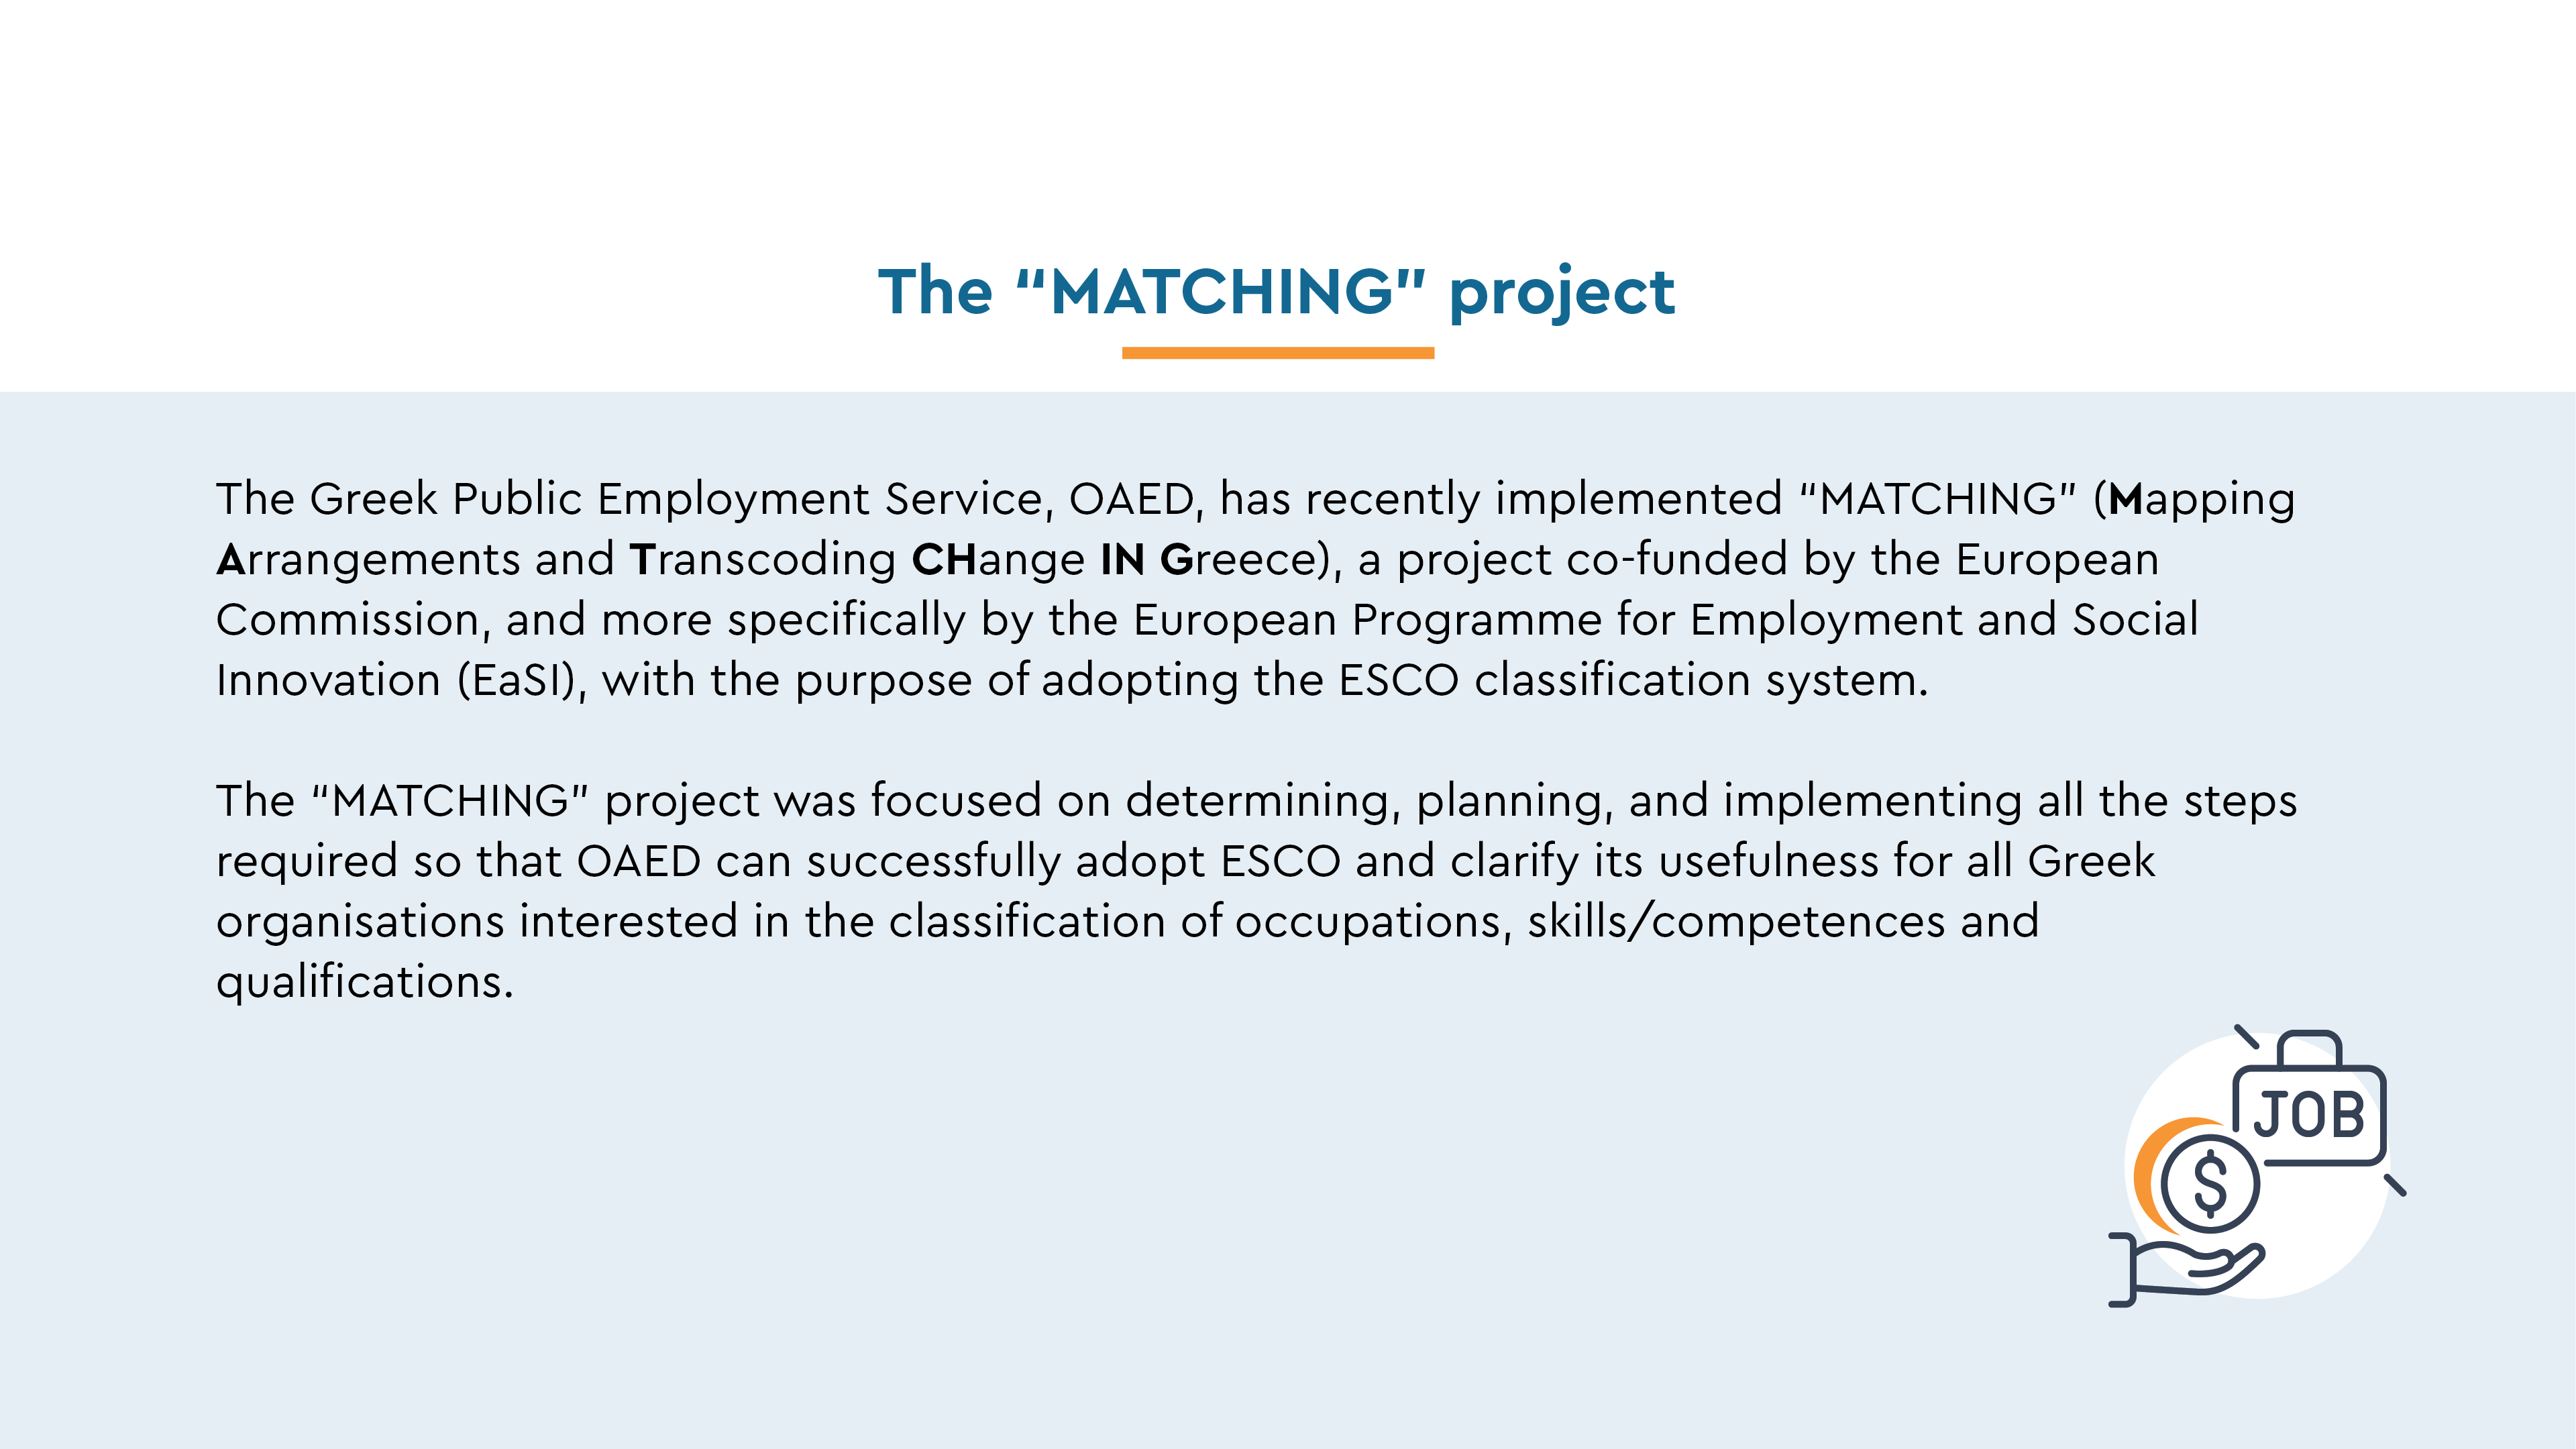 The “MATCHING” project
The Greek Public Employment Service, OAED, has recently implemented “MATCHING” (Mapping
Arrangements and Transcoding CHange IN Greece), a project co-funded by the European
Commission, and more specifically by the European Programme for Employment and Social
Innovation (EaSI), with the purpose of adopting the ESCO classification system.
The “MATCHING” project was focused on determining, planning, and implementing all the steps
required so that OAED can successfully adopt ESCO and clarify its usefulness for all Greek
organisations interested in the classification of occupations, skills/competences and
qualifications.
JOB
$